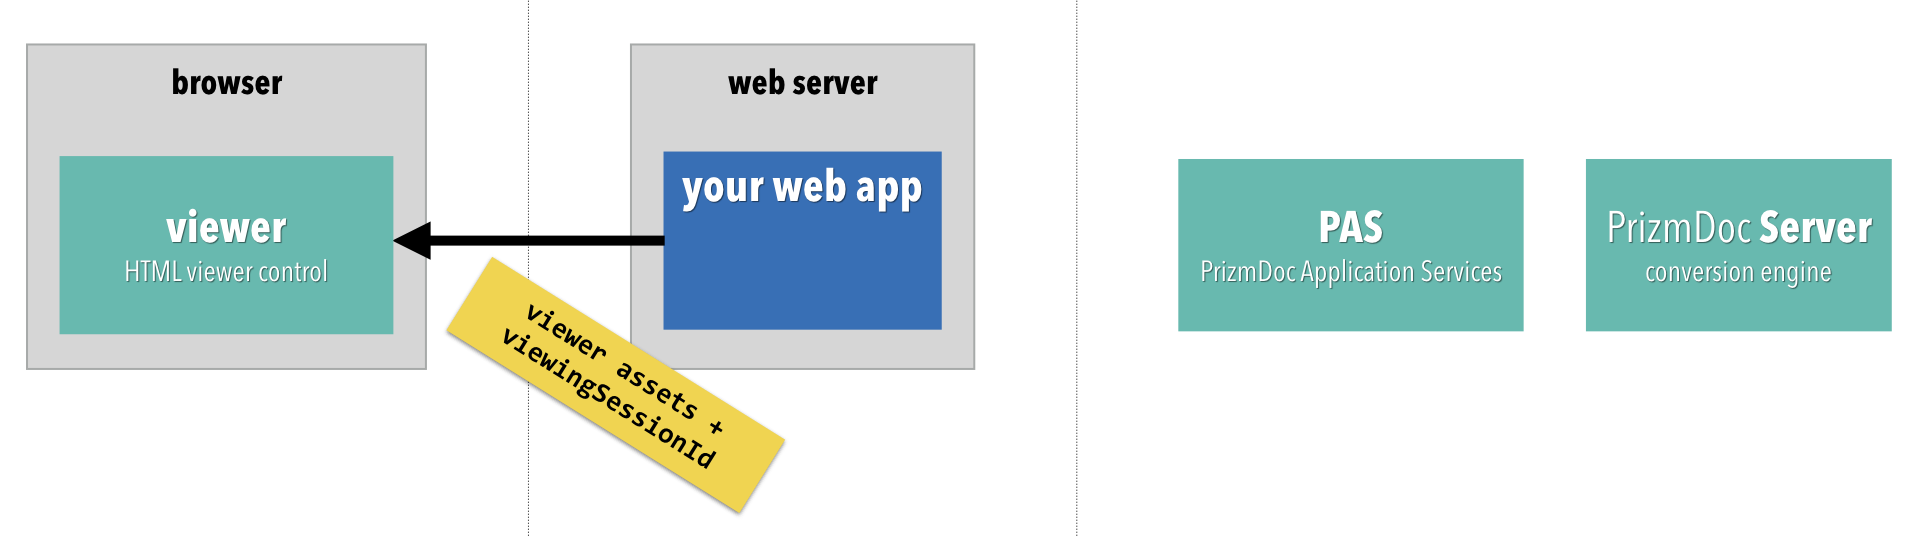 browser
viewer
HTML viewer control
web server
your web app
viewer assets +
viewingSessionId
PAS
PrizmDoc Application Services
PrizmDoc Server
conversion engine